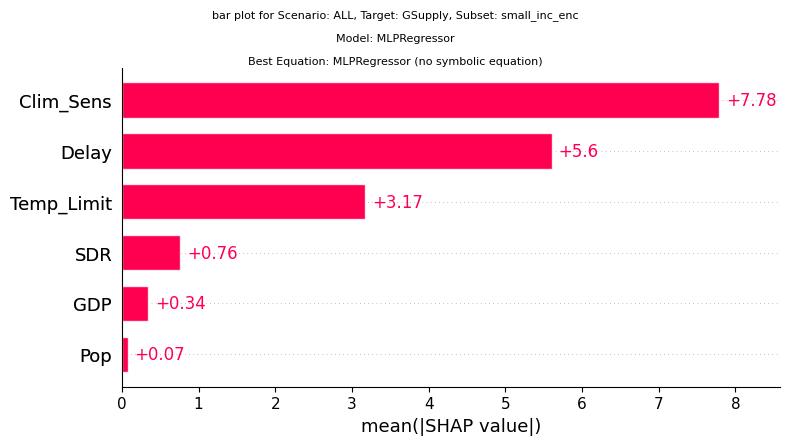 bar plot for Scenario: ALL, Target: GSupply, Subset: small_inc_enc
Model: MLPRegressor
Best Equation: MLPRegressor (no symbolic equation)
Clim_Sens +7.78
Delay +5.6
Temp_Limit +3.17
SDR +0.76
GDP +0.34
Pop +0.07
0 1 2 3 4 5 6 7 8
mean(|SHAP value|)